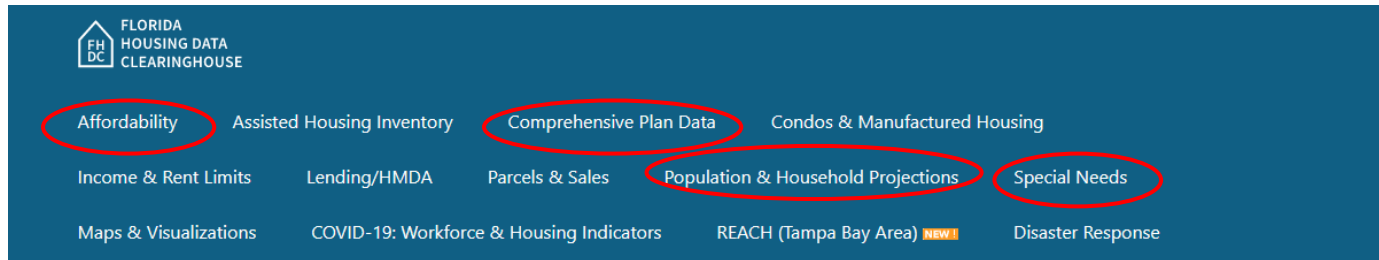 FLORIDA
HOUSING DATA
CLEARINGHOUSE
FH
DC
Affordability Assisted Housing Inventory Comprehensive Plan Data Condos & Manufactured Housing
Income & Rent Limits Lending/HMDA Parcels & Sales Population & Household Projections Special Needs
Maps & Visualizations COVID-19: Workforce & Housing Indicators REACH (Tampa Bay Area) NEW! Disaster Response